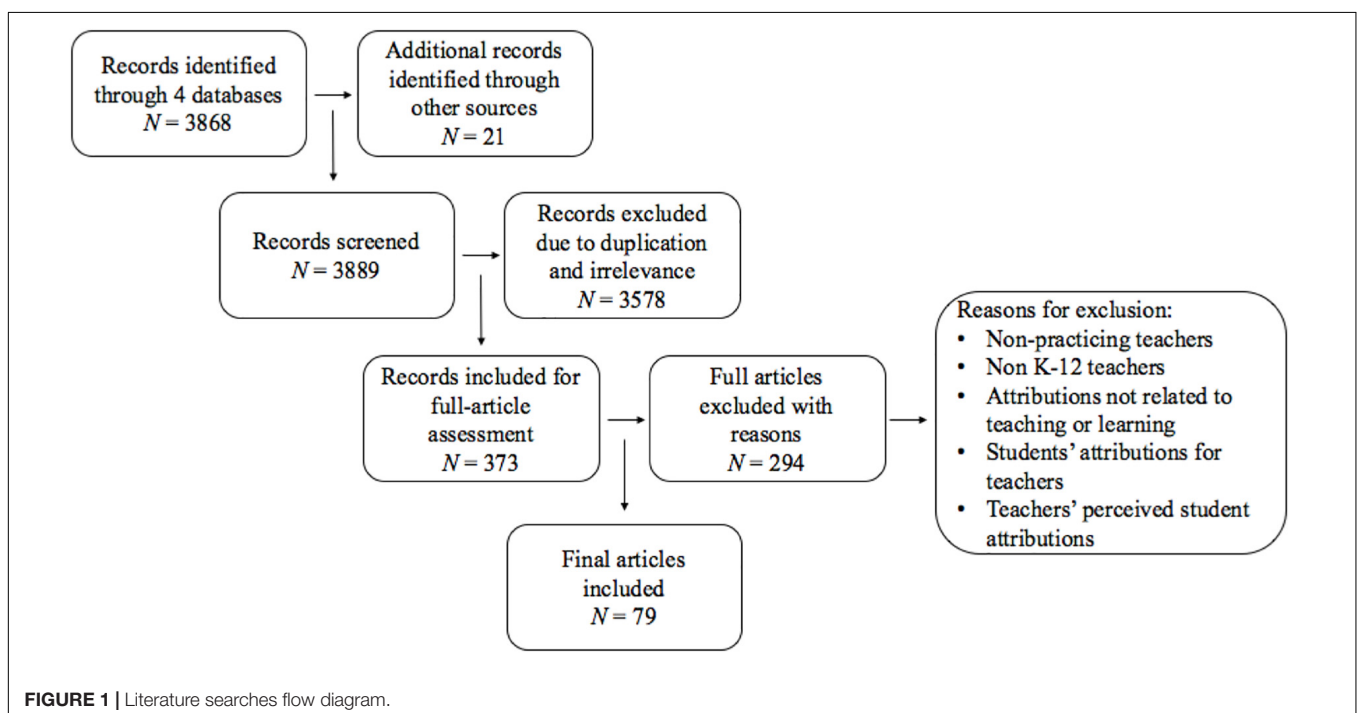 Records identified
through 4 databases
N = 3868
Additional records
identified through
other sources
N = 21
Records screened
N = 3889
Records excluded
due to duplication
and irrelevance
N = 3578
Records included for
full-article
assessment
N = 373
Full articles
excluded with
reasons
N = 294
Reasons for exclusion:
• Non-practicing teachers
• Non K-12 teachers
• Attributions not related to
teaching or learning
• Students’ attributions for
teachers
• Teachers’ perceived student
attributions
Final articles
included
N = 79
FIGURE 1 | Literature searches flow diagram.